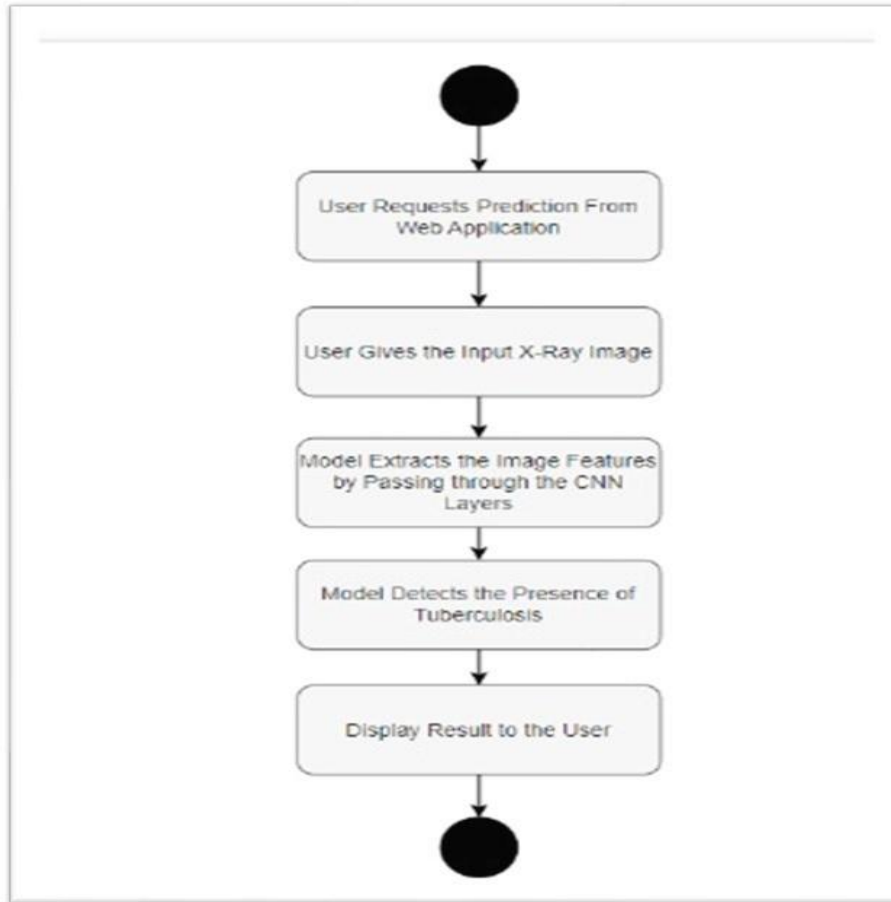 User Requests Prediction From
Web Application
User Gives the Input X-Ray Image
Model Extracts the Image Features
by Passing through the CNN
Layers
Model Detects the Presence of
Tuberculosis
Display Result to the User